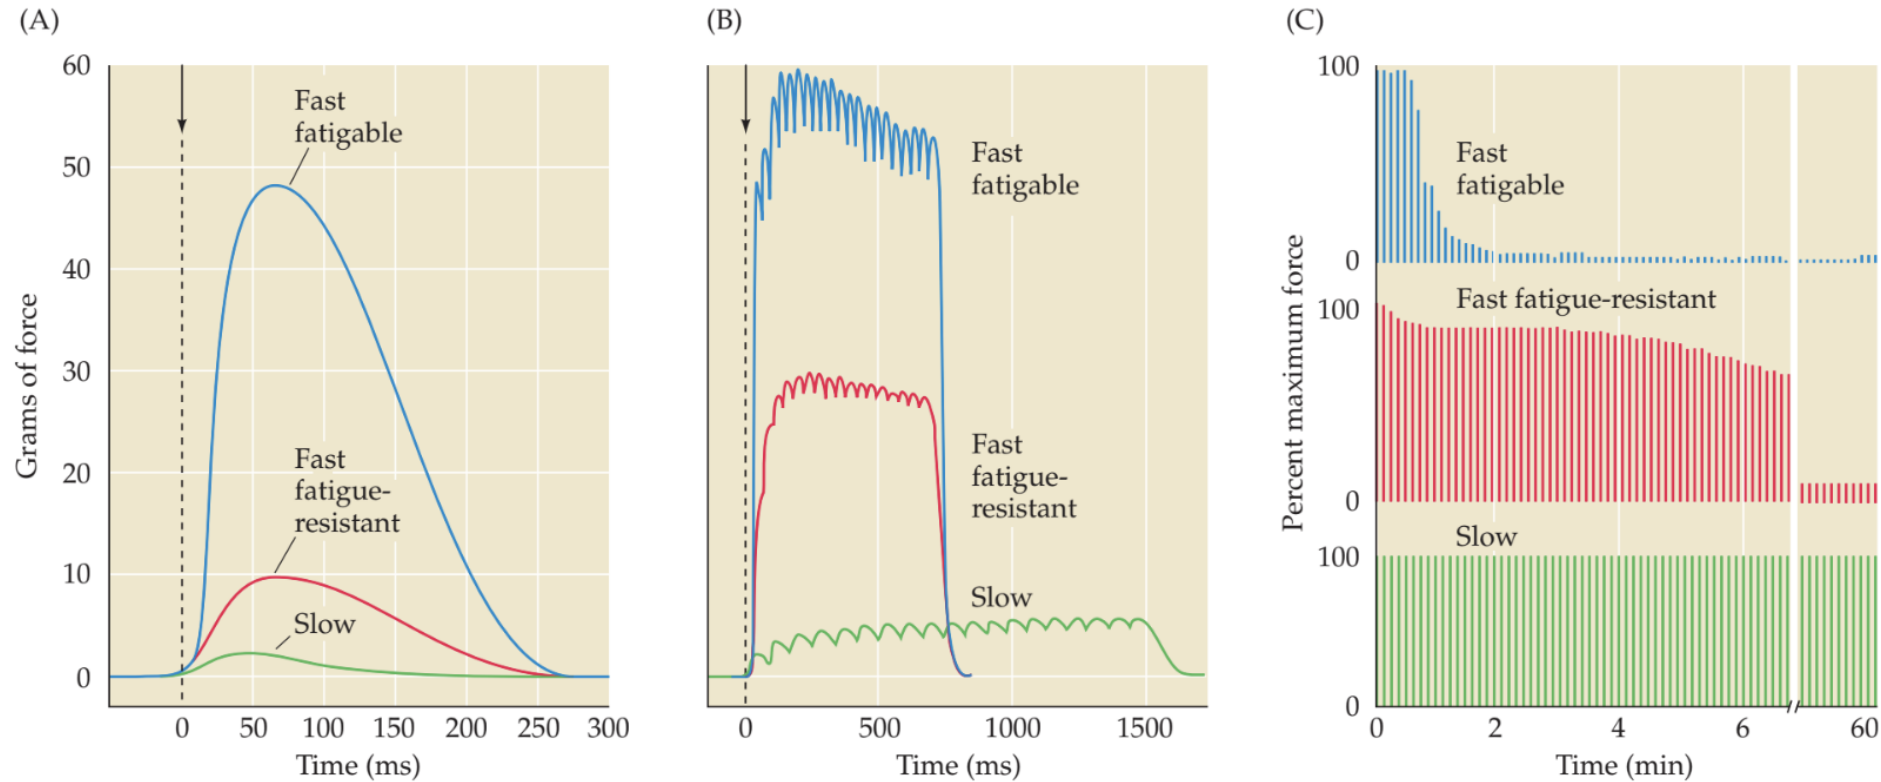 (A)
60
50
40
30
20
10
0
Grams of force
Fast
fatigable
Fast
fatigue-
resistant
Slow
0 50 100 150 200 250 300
Time (ms)
(B)
Fast
fatigable
Fast
fatigue-
resistant
Slow
0 500 1000 1500
Time (ms)
(C)
Percent maximum force
100
Fast
fatigable
0
Fast fatigue-resistant
100
0
Slow
100
0
0 2 4 6 60
Time (min)